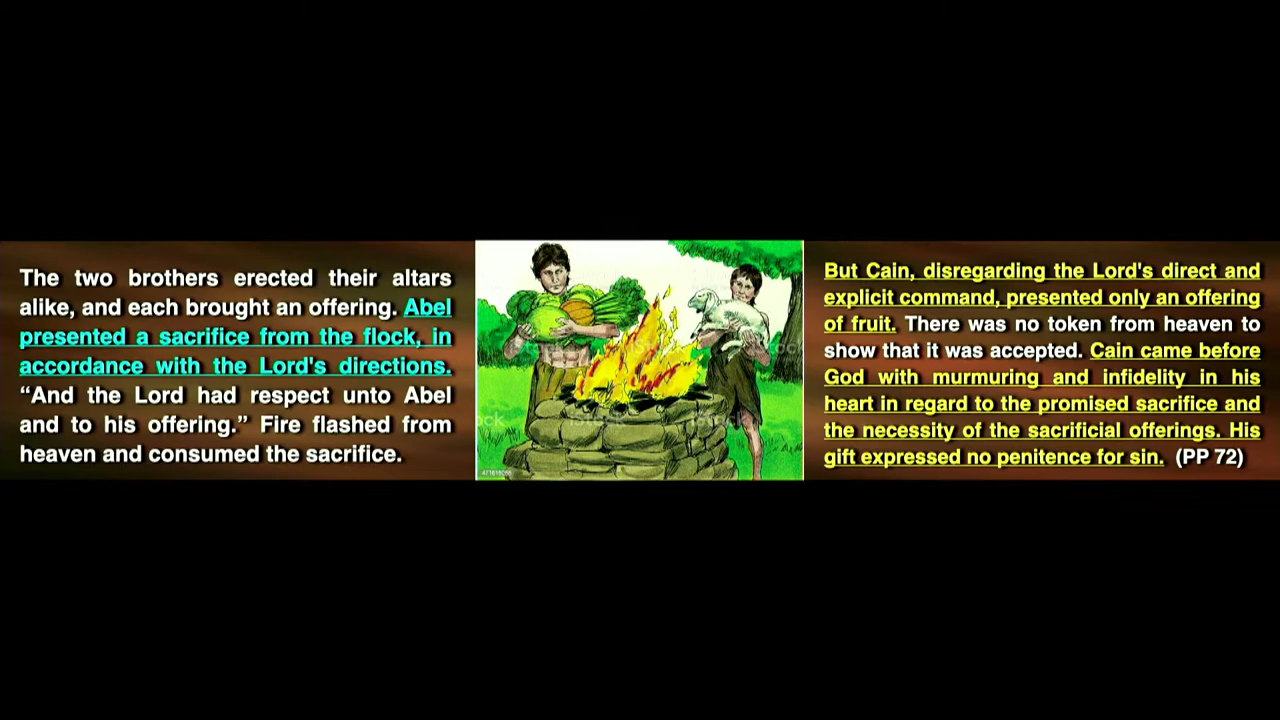 The two brothers erected their altars
alike, and each brought an offering. Abel
presented a sacrifice from the flock, in
accordance with the Lord's directions.
“And the Lord had respect unto Abel
and to his offering.” Fire flashed from
heaven and consumed the sacrifice.
But Cain, disregarding the Lord's direct and
explicit command, presented only an offering
of fruit. There was no token from heaven to
show that it was accepted. Cain came before
God with murmuring and infidelity in his
heart in regard to the promised sacrifice and
the necessity of the sacrificial offerings. His
gift expressed no penitence for sin. (PP 72)